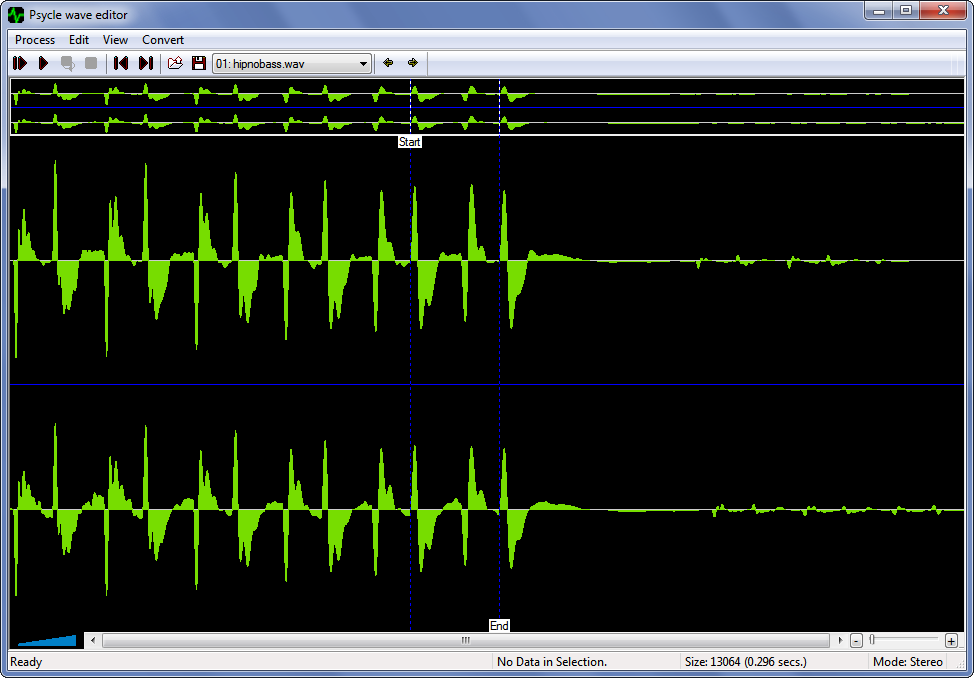 Psycle wave editor
Process Edit View Convert
01: hipnobass.wav
Start
End
- +
Ready No Data in Selection. Size: 13064 (0.296 secs.) Mode: Stereo